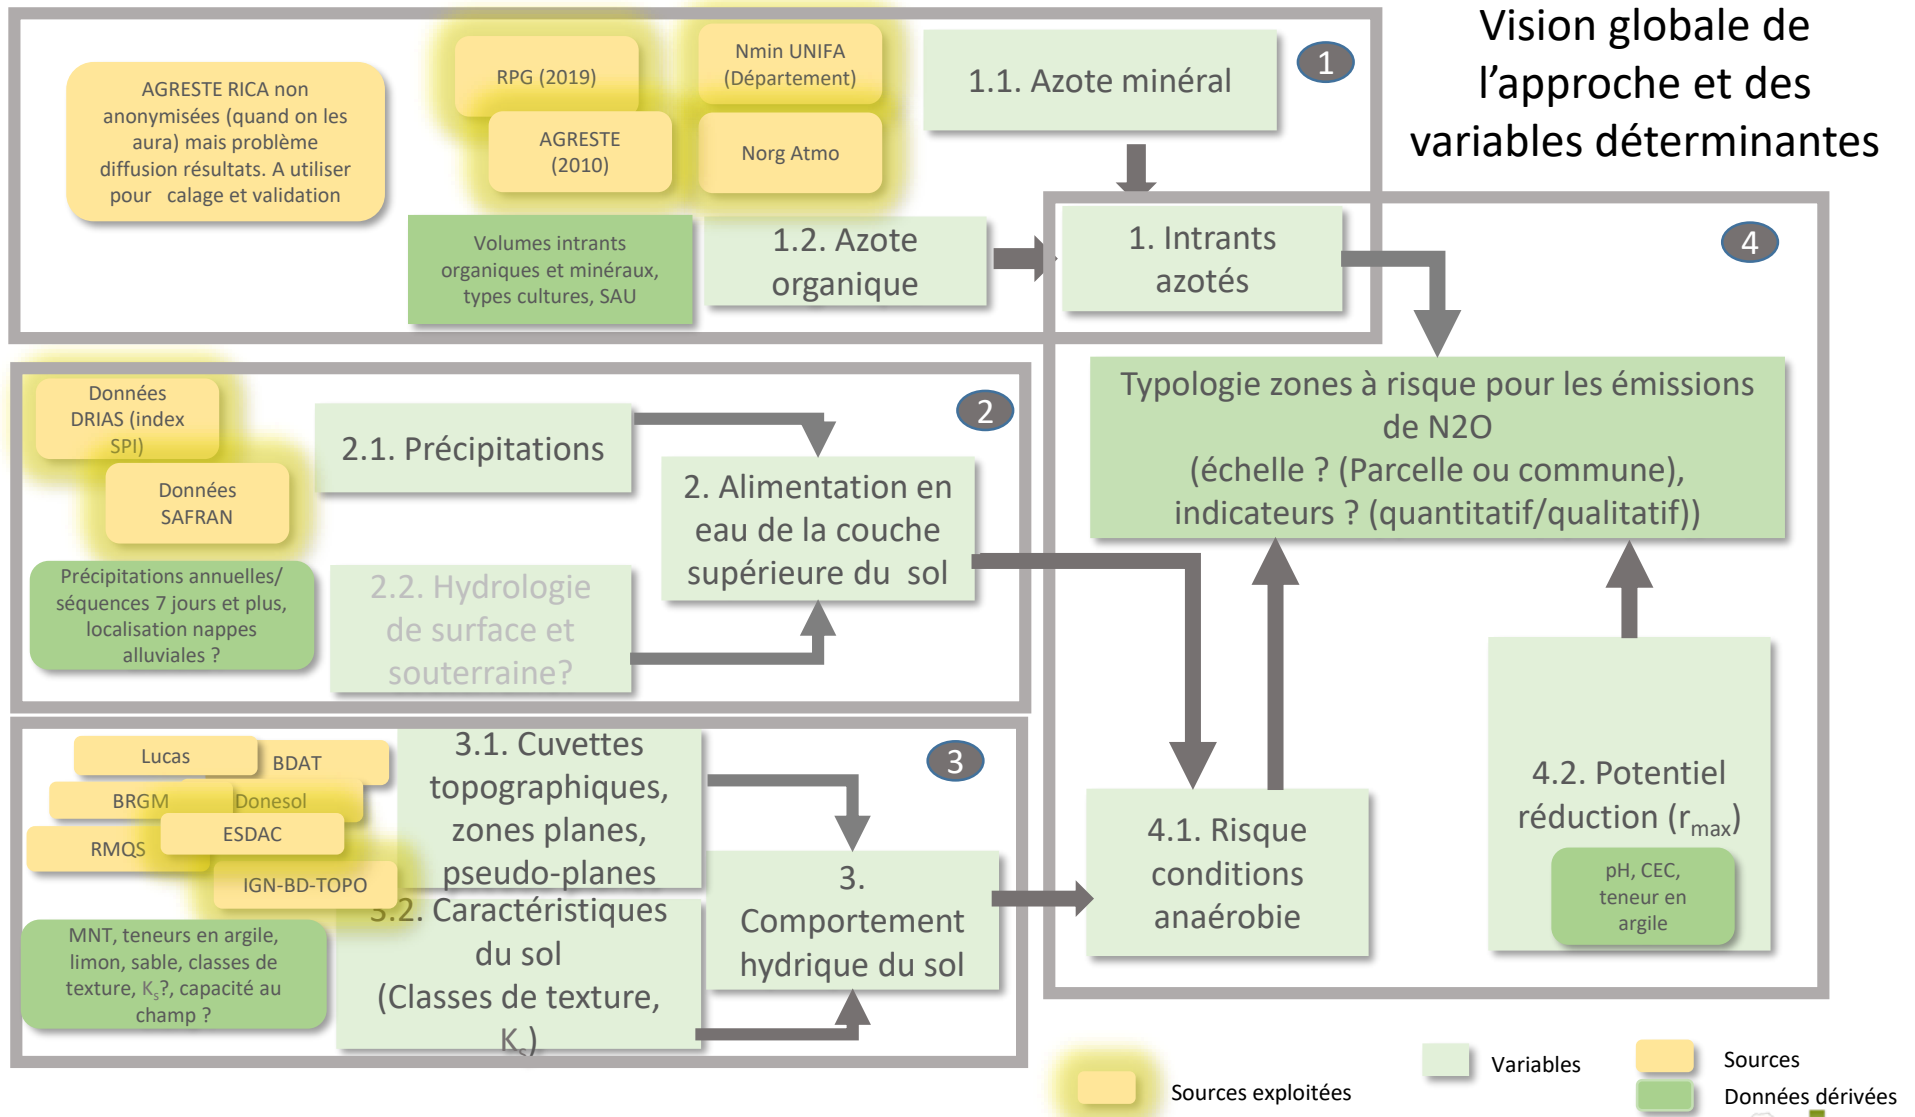 Vision globale de
l'approche et des
variables déterminantes
AGRESTE RICA non
anonymisées (quand on les
aura) mais problème
diffusion résultats. A utiliser
pour calage et validation
RPG (2019)
AGRESTE
(2010)
Nmin UNIFA
(Département)
Norg Atmo
1.1. Azote minéral
1
Volumes intrants
organiques et minéraux,
types cultures, SAU
1.2. Azote
organique
1. Intrants
azotés
4
Données
DRIAS (index
SPI)
Données
SAFRAN
Précipitations annuelles/
séquences 7 jours et plus,
localisation nappes
alluviales ?
2.1. Précipitations
2
2.2. Hydrologie
de surface et
souterraine?
2. Alimentation en
eau de la couche
supérieure du sol
Typologie zones à risque pour les émissions
de N2O
(échelle ? (Parcelle ou commune),
indicateurs ? (quantitatif/qualitatif))
Lucas
BDAT
BRGM
Donesol
ESDAC
RMQS
IGN-BD-TOPO
MNT, teneurs en argile,
limon, sable, classes de
texture, Ks?, capacité au
champ ?
3.1. Cuvettes
topographiques,
zones planes,
pseudo-planes
3.2. Caractéristiques
du sol
(Classes de texture,
Ks)
3
3.
Comportement
hydrique du sol
4.1. Risque
conditions
anaérobie
4.2. Potentiel
réduction (rmax)
pH, CEC,
teneur en
argile
Sources exploitées
Variables
Sources
Données dérivées